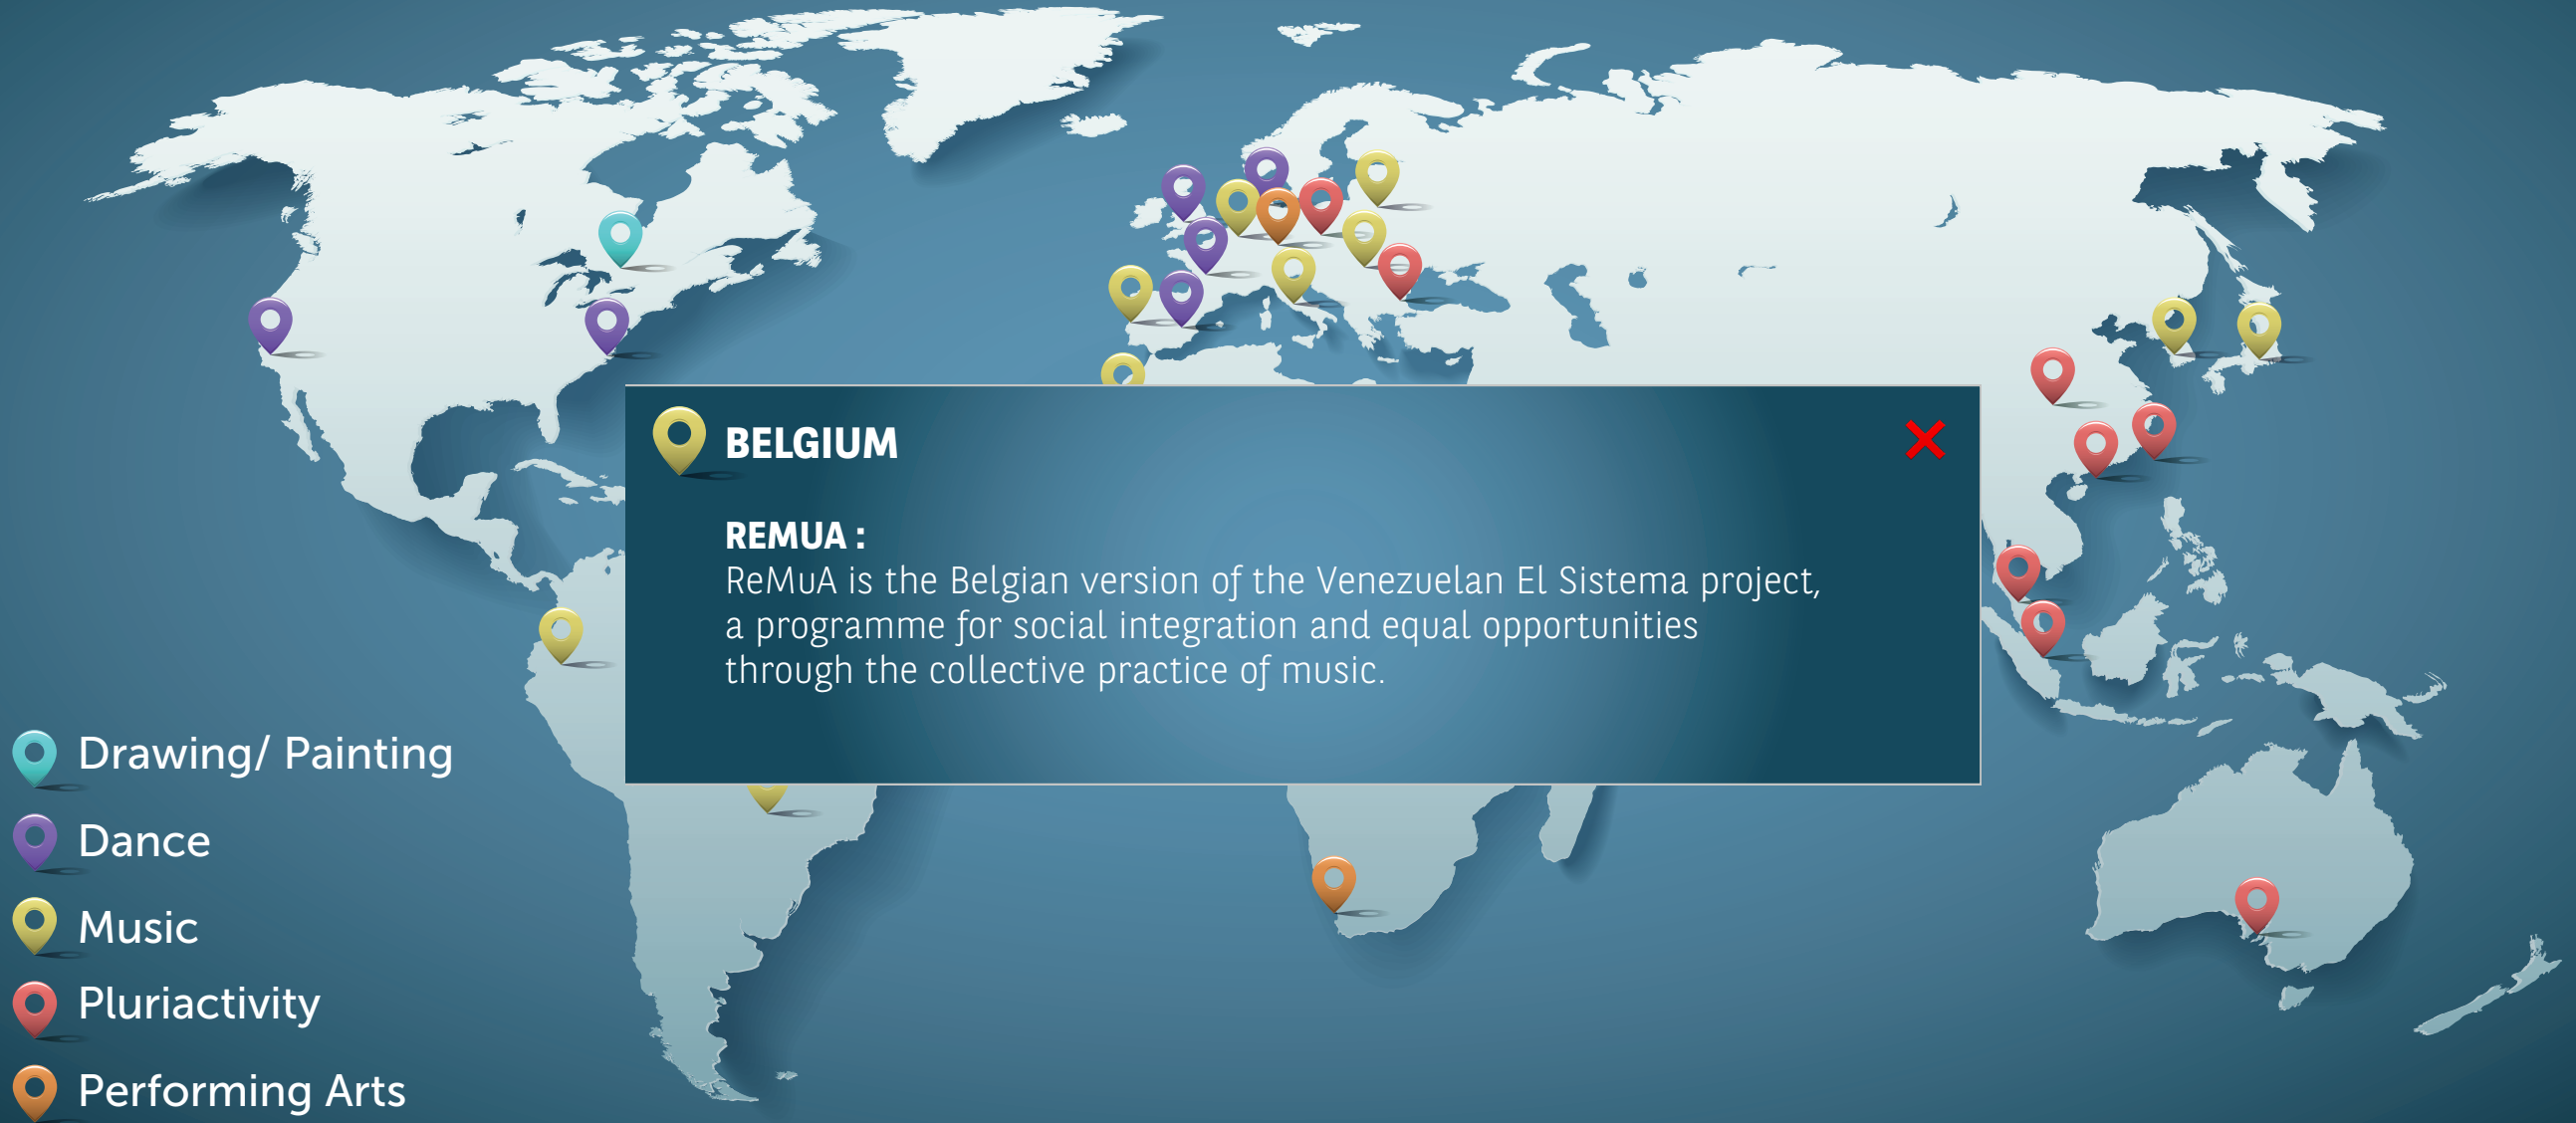 BELGIUM
REMUA :
ReMuA is the Belgian version of the Venezuelan El Sistema project,
a programme for social integration and equal opportunities
through the collective practice of music.
Drawing/ Painting
Dance
Music
Pluriactivity
Performing Arts